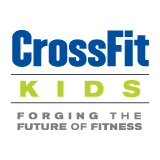 CrossFit
KIDS
FORGING THE
FUTURE OF FITNESS